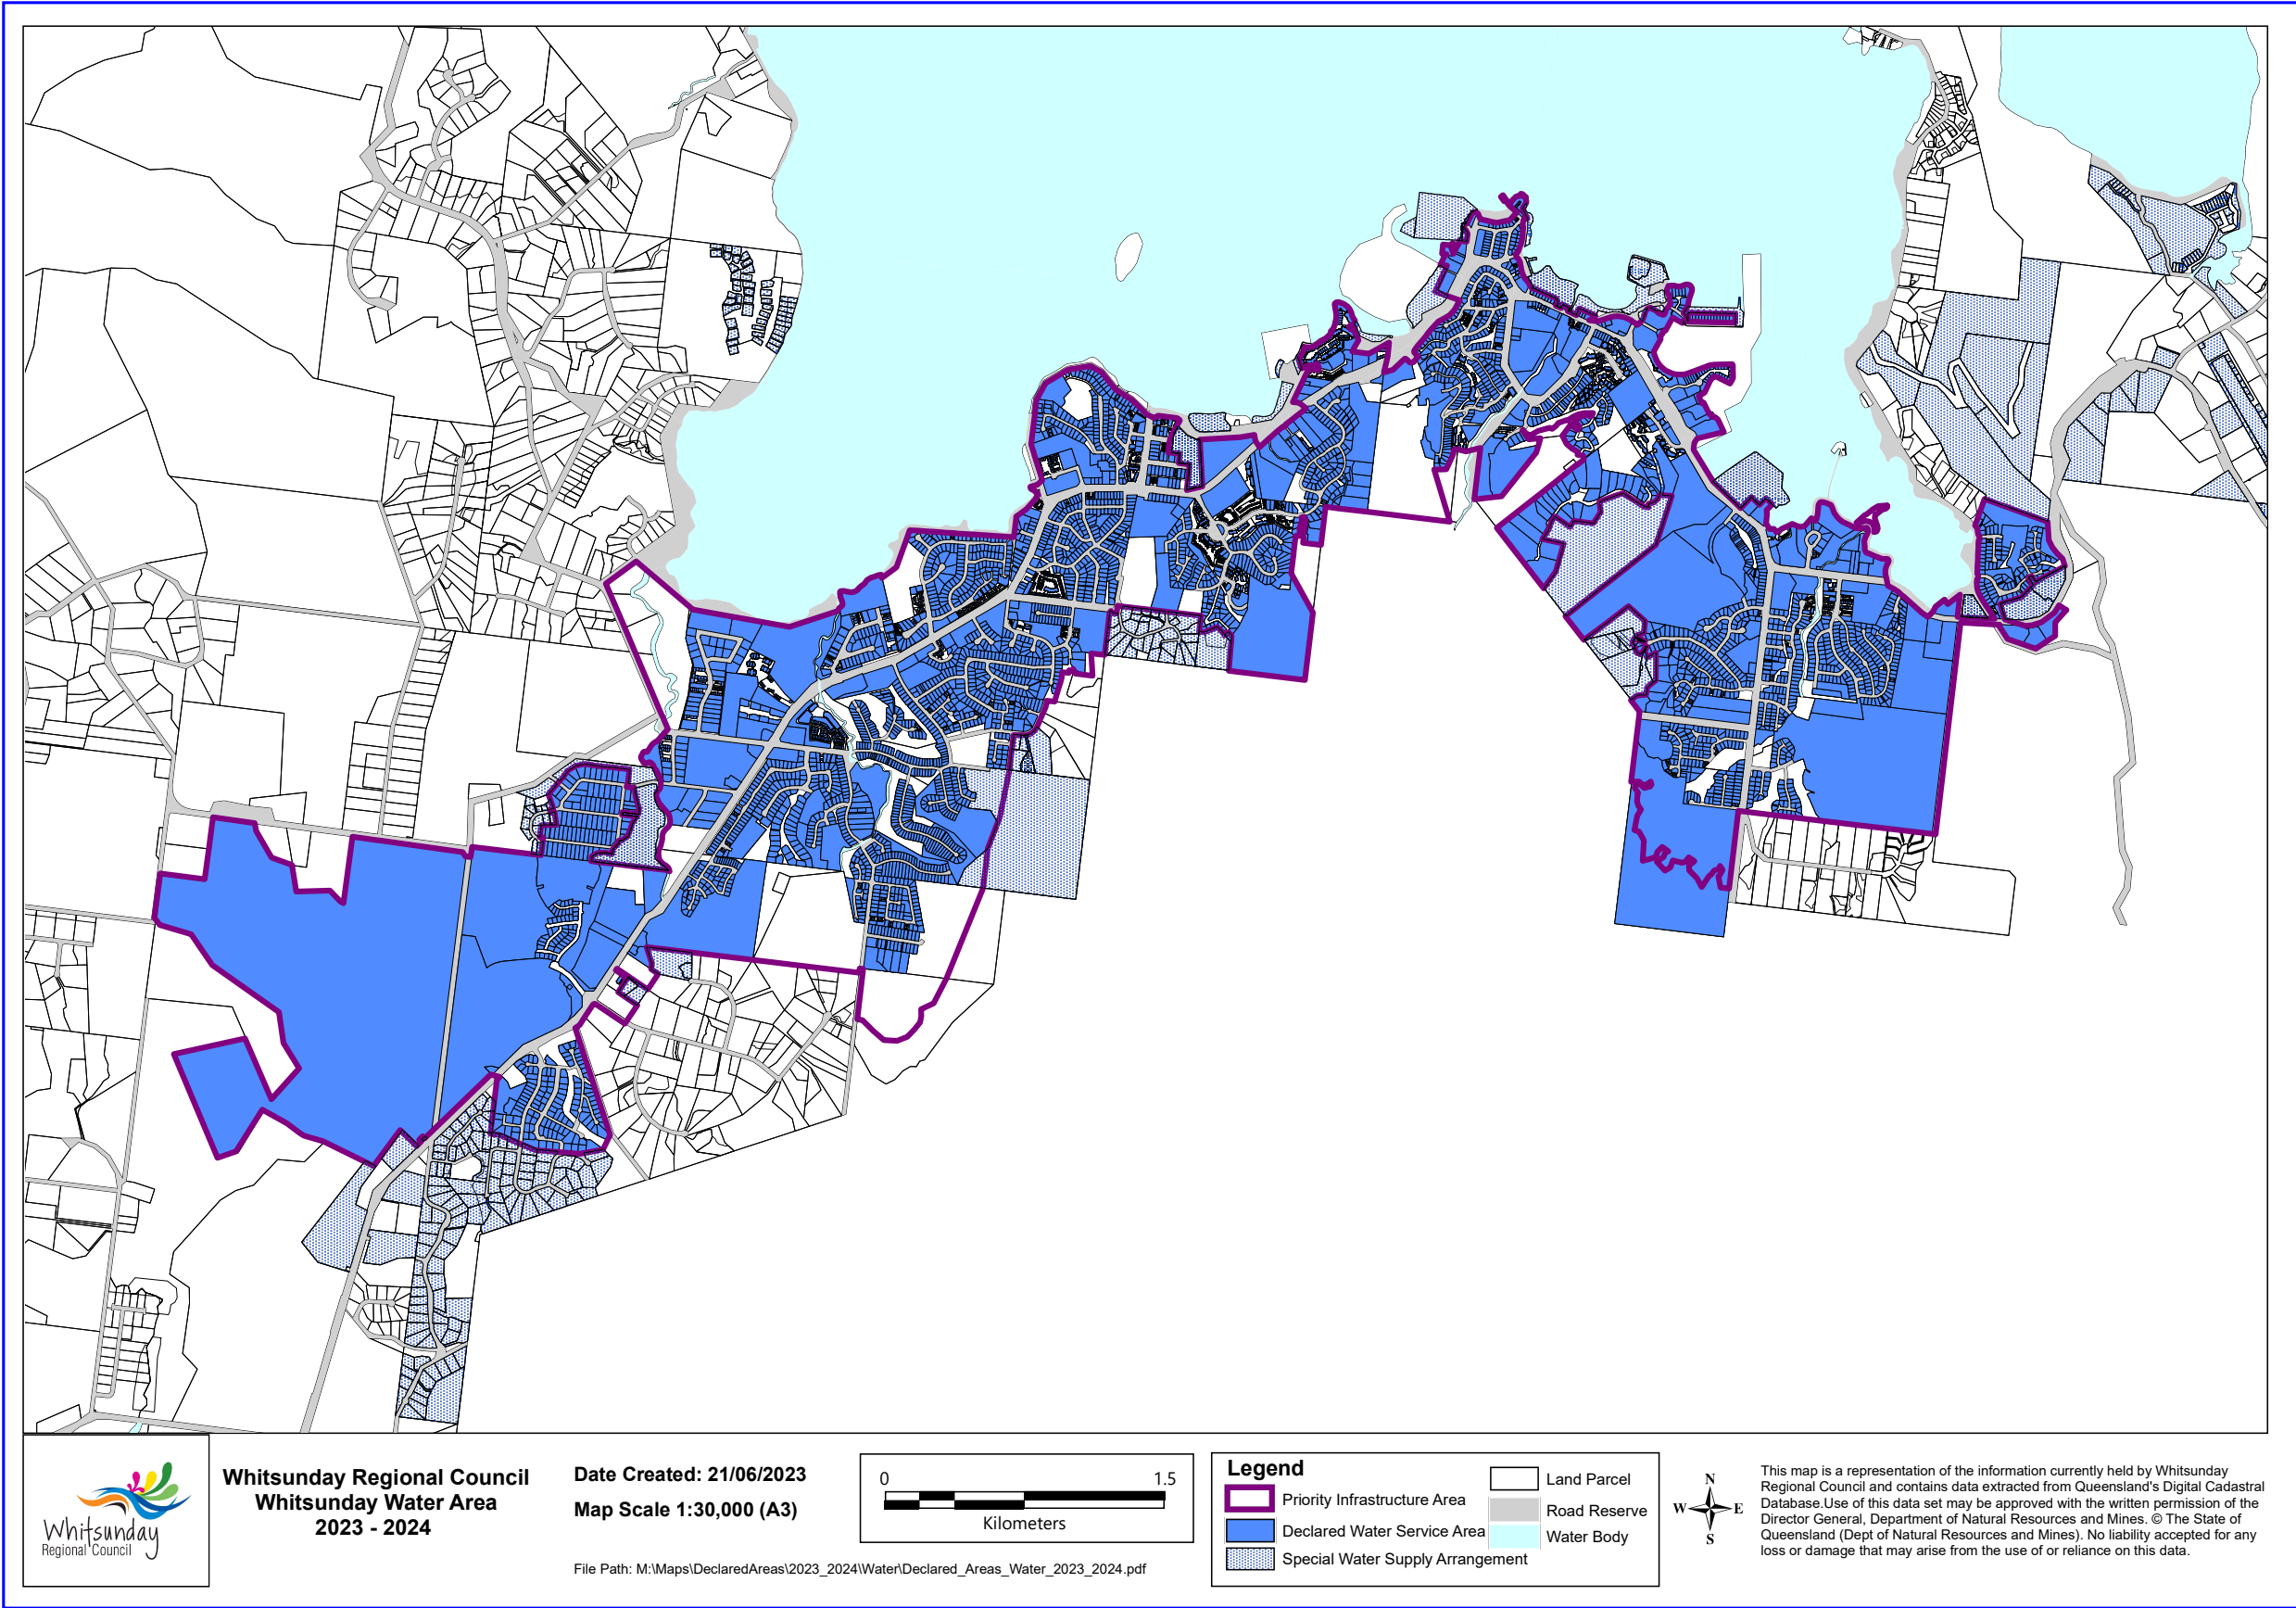 Whitsunday
Regional Council
Whitsunday Regional Council
Whitsunday Water Area
2023 - 2024
Date Created: 21/06/2023
Map Scale 1:30,000 (A3)
File Path: M:\Maps\DeclaredAreas\2023_2024\Water\Declared_Areas_Water_2023_2024.pdf
0 1.5
Kilometers
Legend
Priority Infrastructure Area
Declared Water Service Area
Special Water Supply Arrangement
Land Parcel
Road Reserve
Water Body
N
W E
S
This map is a representation of the information currently held by Whitsunday
Regional Council and contains data extracted from Queensland's Digital Cadastral
Database.Use of this data set may be approved with the written permission of the
Director General, Department of Natural Resources and Mines. © The State of
Queensland (Dept of Natural Resources and Mines). No liability accepted for any
loss or damage that may arise from the use of or reliance on this data.